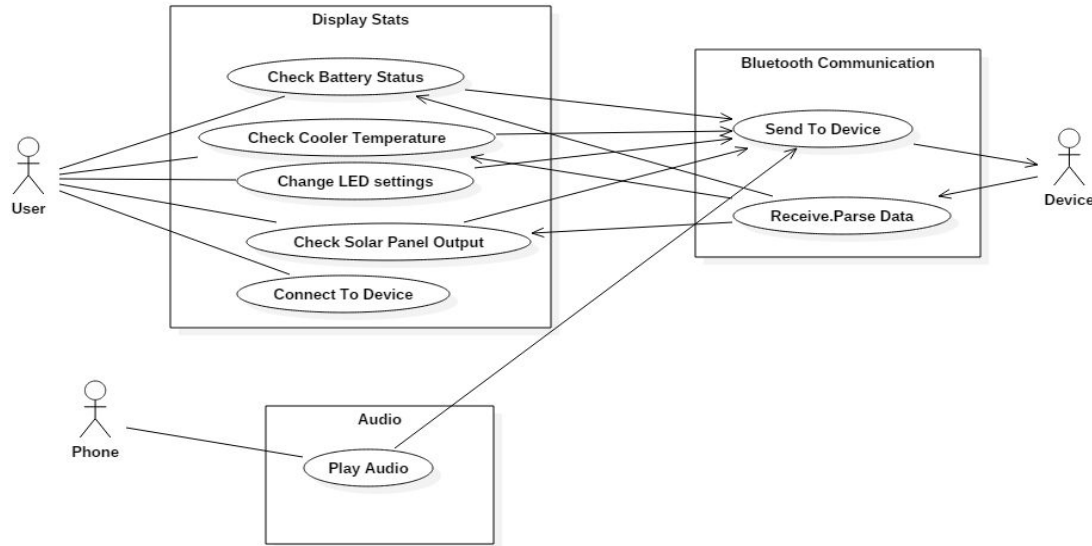 Display Stats
Check Battery Status
Check Cooler Temperature
Change LED settings
Check Solar Panel Output
Connect To Device
Bluetooth Communication
Send To Device
Receive.Parse Data
User
Device
Phone
Audio
Play Audio